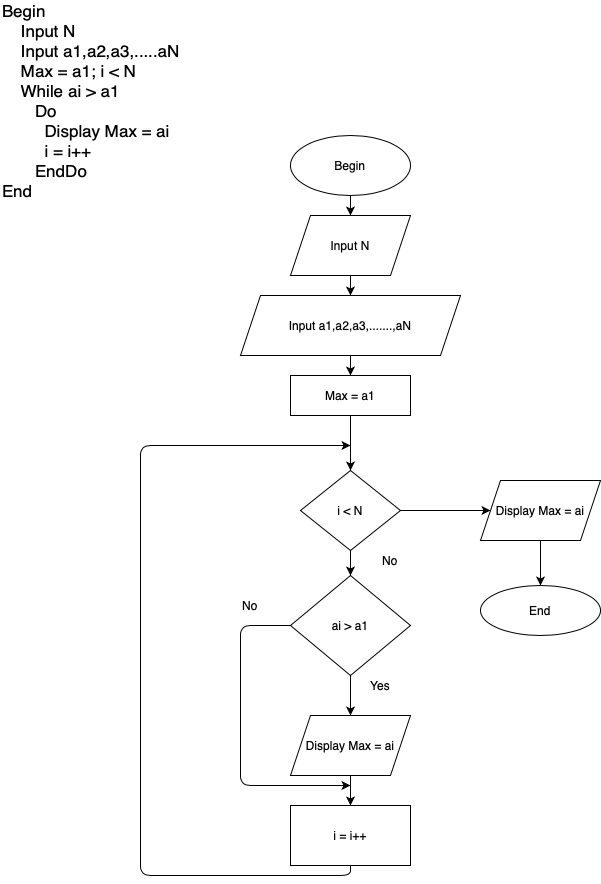 Begin
Input N
Input a1,a2,a3,.....aN
Max = a1; i < N
While ai > a1
Do
Display Max = ai
i = i++
EndDo
End
Begin
Input N
Input a1,a2,a3,.......,aN
Max = a1
i < N
Display Max = ai
No
End
No
ai > a1
Yes
Display Max = ai
i = i++